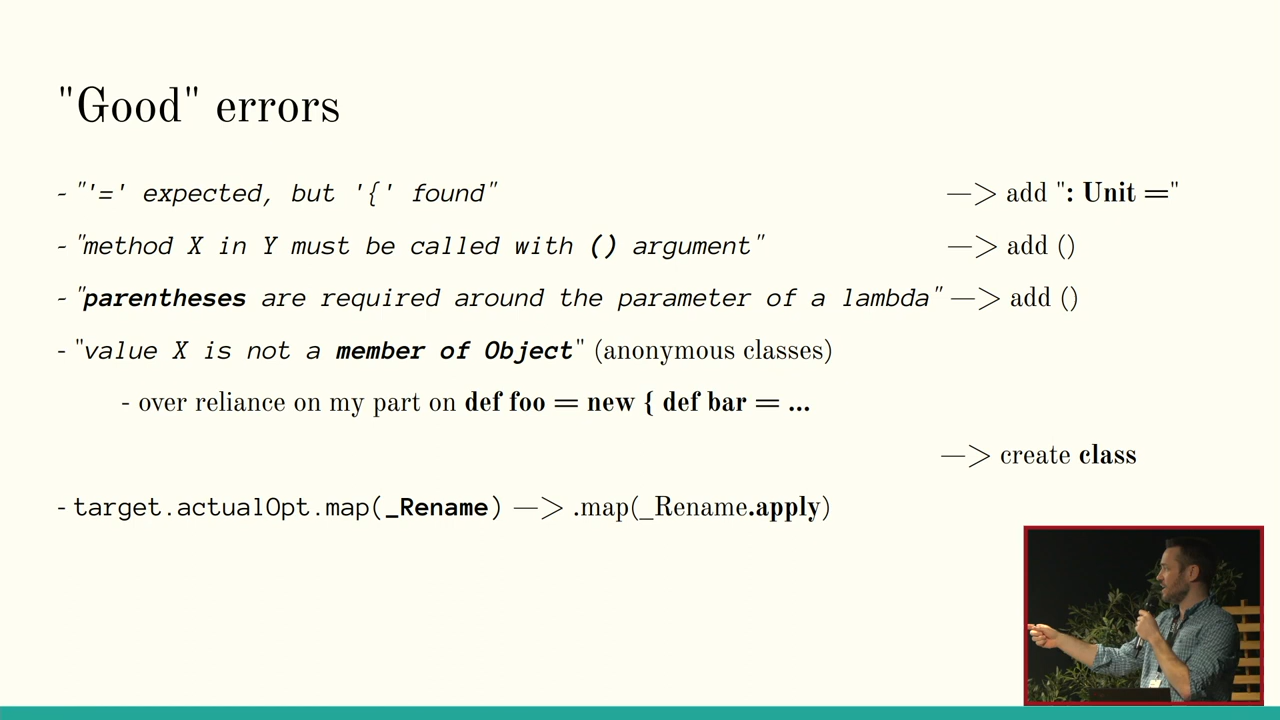 "Good" errors
- "'=' expected, but '{' found" —> add ": Unit ="
- "method X in Y must be called with () argument" —> add ()
- "parentheses are required around the parameter of a lambda" —> add ()
- "value X is not a member of Object" (anonymous classes)
- over reliance on my part on def foo = new { def bar = ...
—> create class
- target.actualOpt.map(_Rename) —> .map(_Rename.apply)